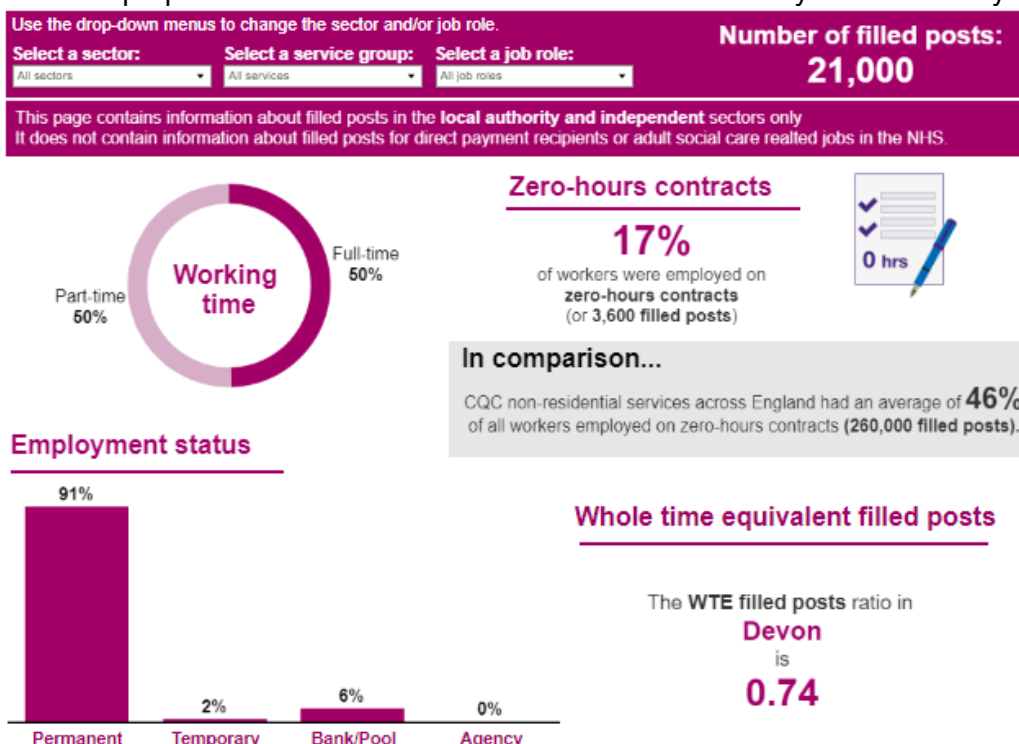 Use the drop-down menus to change the sector and/or job role.
Select a sector:
Select a service group:
Select a job role:
All sectors
All services
All job roles
Number of filled posts:
21,000
This page contains information about filled posts in the local authority and independent sectors only
It does not contain information about filled posts for direct payment recipients or adult social care realted jobs in the NHS.
Working
time
Full-time
50%
Part-time
50%
Zero-hours contracts
17%
of workers were employed on
zero-hours contracts
(or 3,600 filled posts)
0 hrs
In comparison...
CQC non-residential services across England had an average of 46%
of all workers employed on zero-hours contracts (260,000 filled posts).
Employment status
91%
2%
6%
0%
Permanent
Temporary
Bank/Pool
Agency
Whole time equivalent filled posts
The WTE filled posts ratio in
Devon
is
0.74